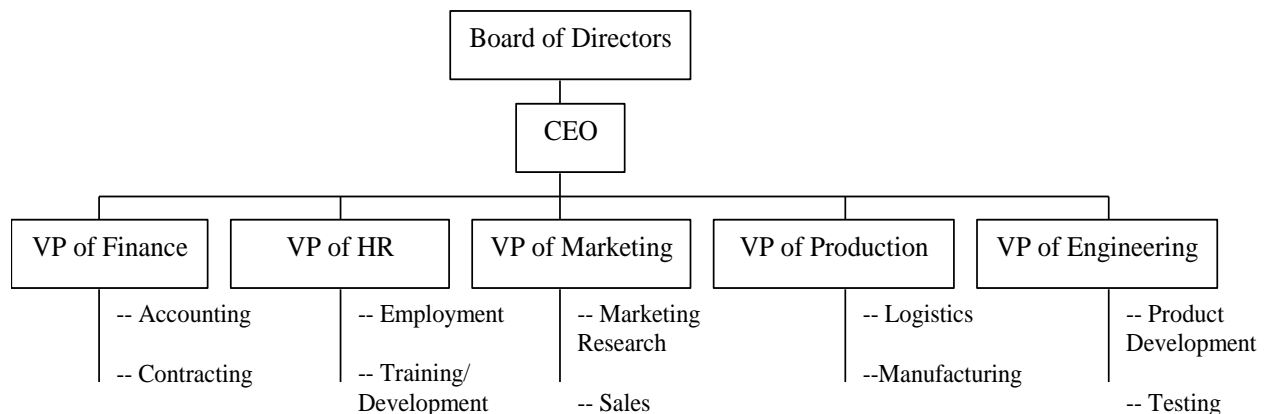 Board of Directors
CEO
VP of Finance
VP of HR
VP of Marketing
VP of Production
VP of Engineering
-- Accounting
-- Contracting
-- Employment
-- Training/
Development
-- Marketing
Research
-- Sales
-- Logistics
--Manufacturing
-- Product
Development
-- Testing